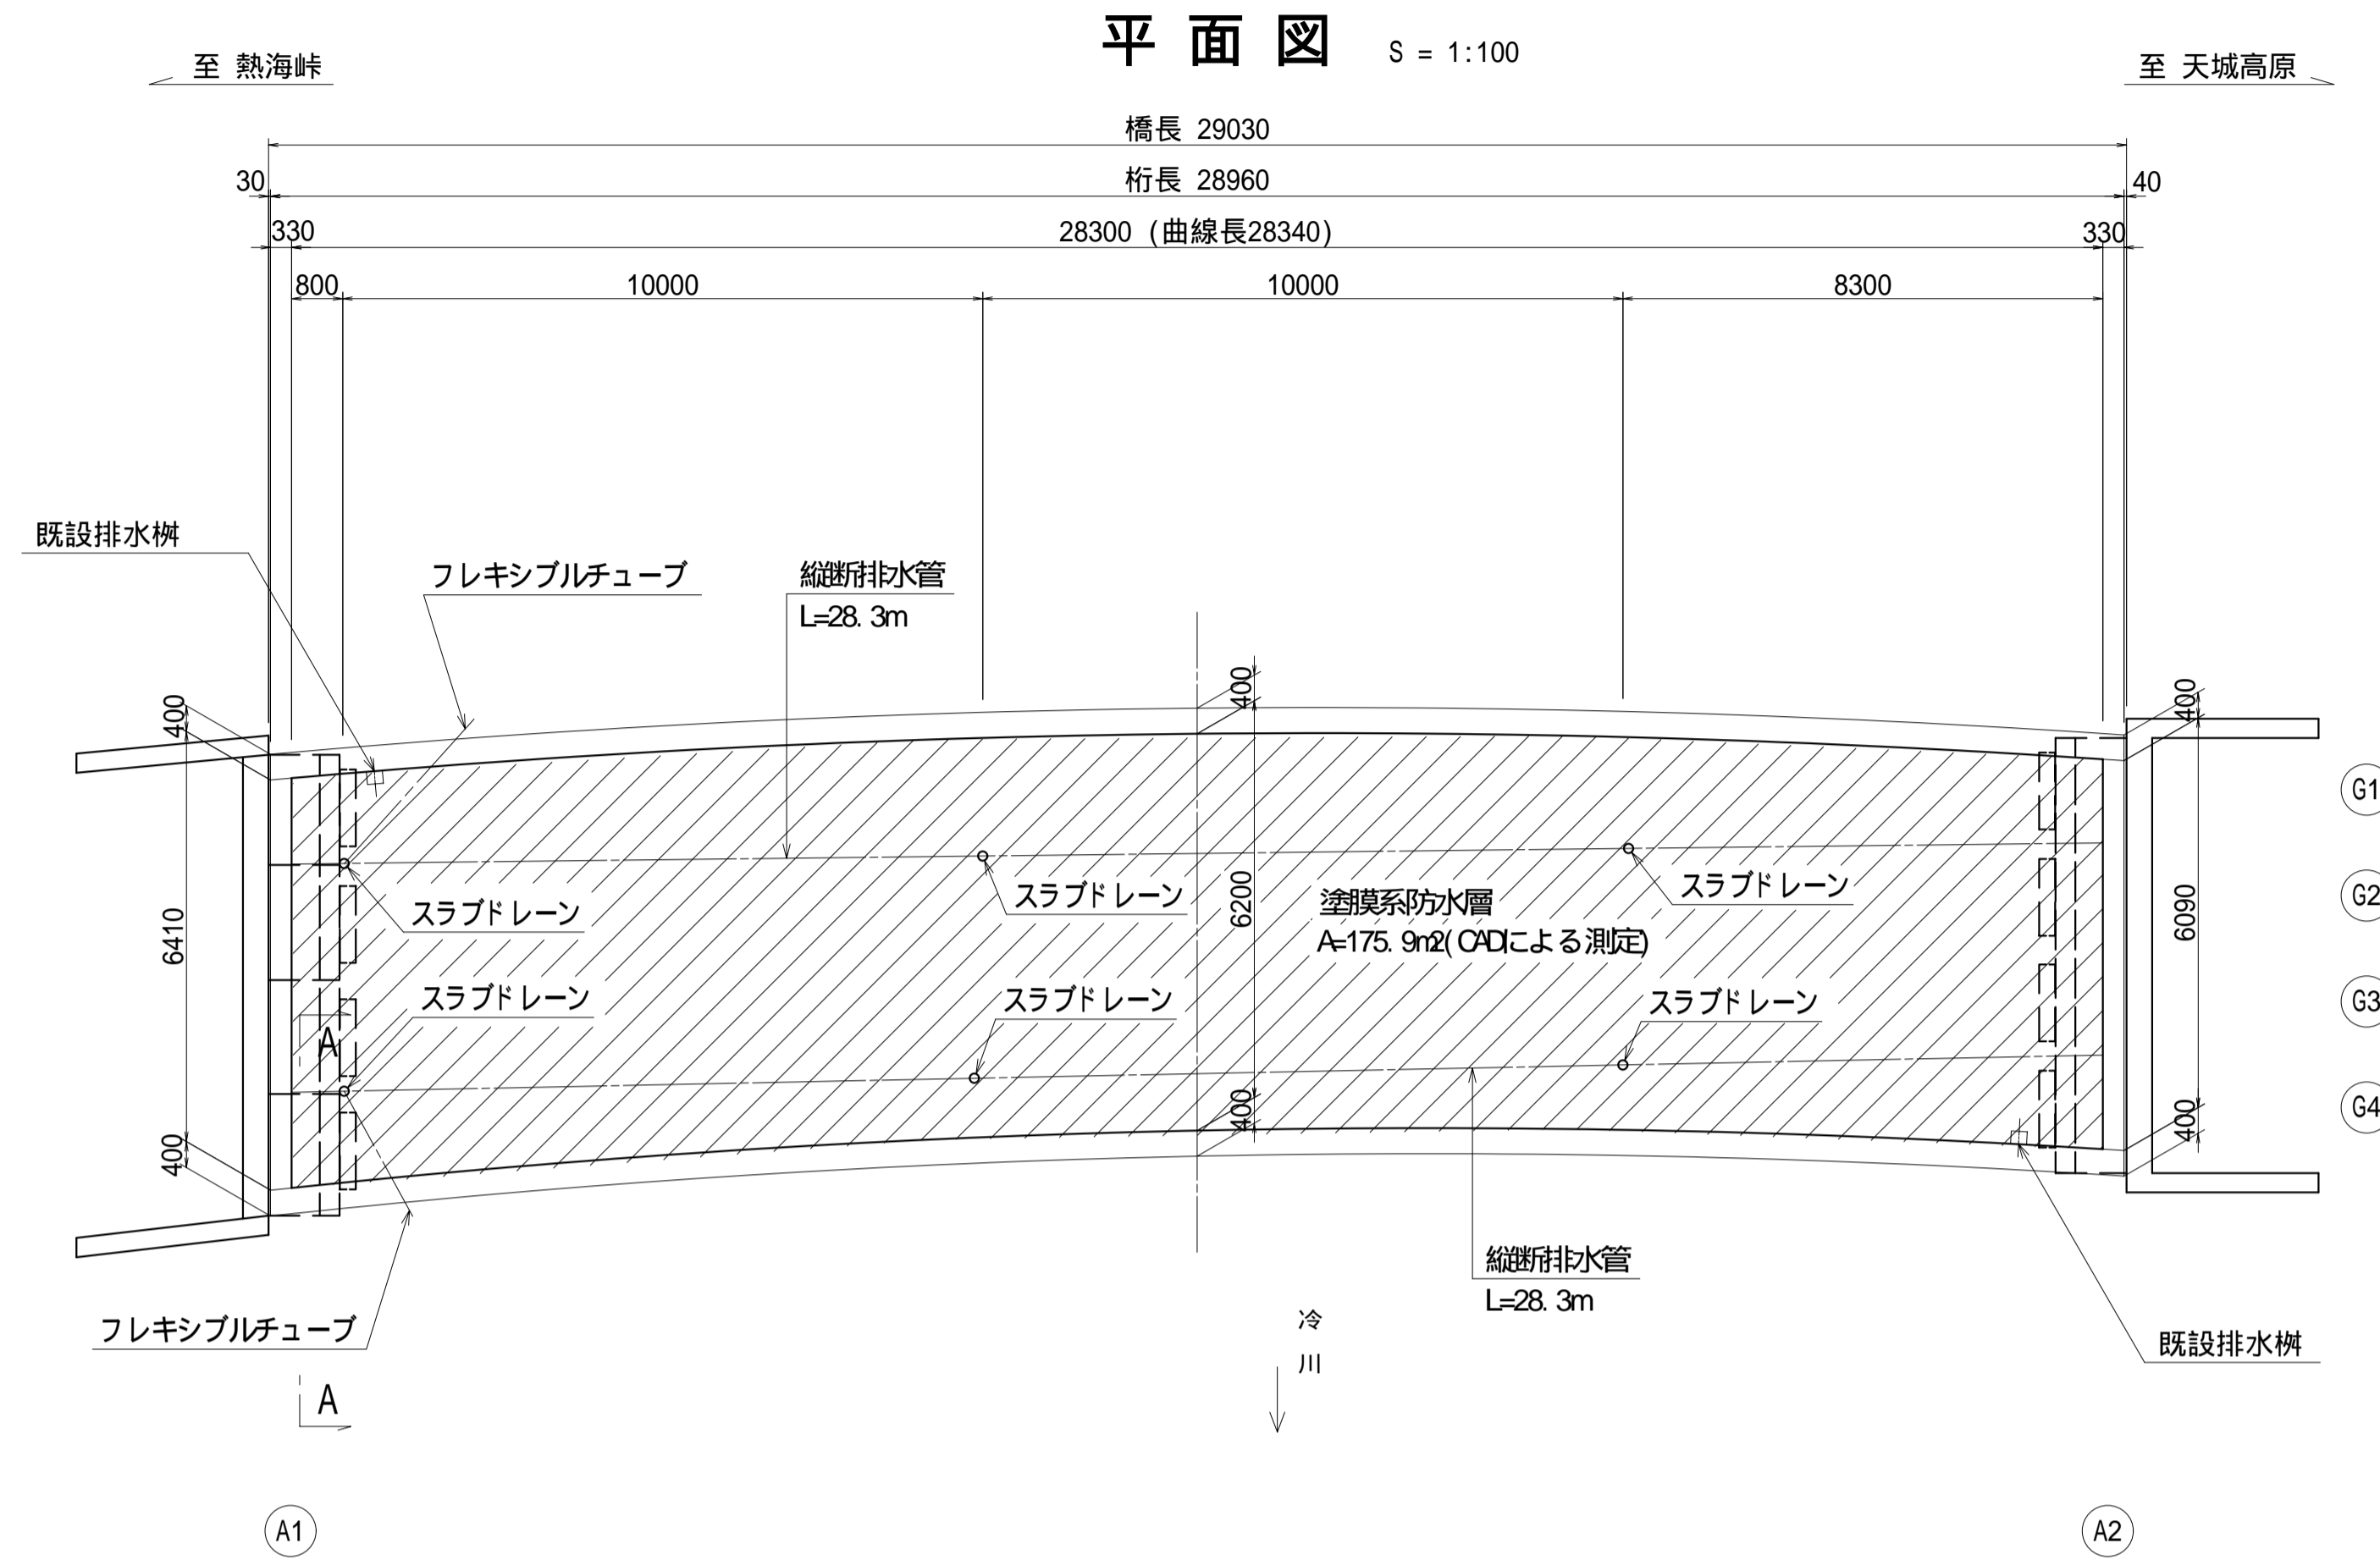 平面図 S = 1:100
至 熱海峠
至 天城高原
橋長 29030
30
桁長 28960
40
330
28300 (曲線長28340)
330
800
10000
10000
8300
既設排水桝
フレキシブルチューブ
縦断排水管
L=28.3m
400
400
400
G1
スラブドレーン
スラブドレーン
スラブドレーン
塗膜系防水層
A=175.9m2(CADによる測定)
6410
6200
6090
G2
スラブドレーン
スラブドレーン
スラブドレーン
G3
A
400
400
400
G4
縦断排水管
L=28.3m
フレキシブルチューブ
冷川
既設排水桝
A
A1
A2